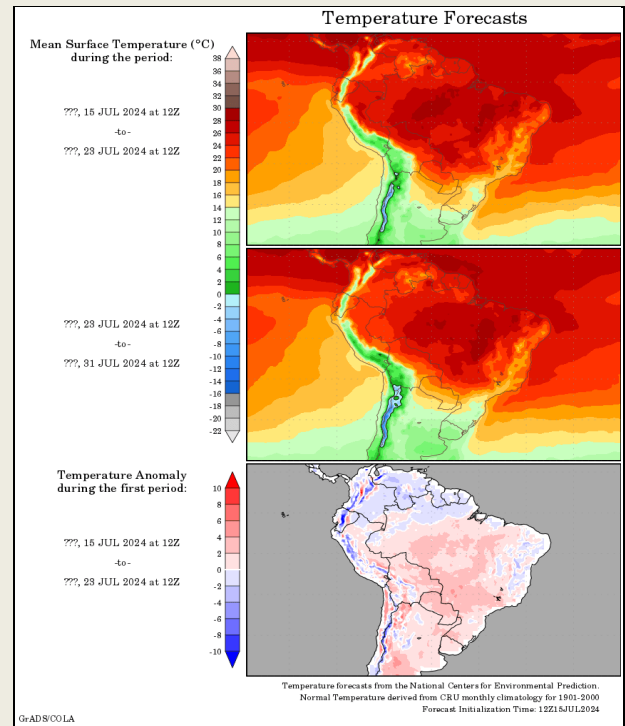 Temperature Forecasts
Mean Surface Temperature (°C)
during the period:
38
36
34
32
30
28
26
24
22
20
18
16
14
12
10
8
6
4
2
0
-2
-4
-6
-8
-10
-12
-14
-16
-17
-18
-20
-22
???, 15 JUL 2024 at 12Z
-to-
???, 23 JUL 2024 at 12Z
???, 23 JUL 2024 at 12Z
-to-
???, 31 JUL 2024 at 12Z
Temperature Anomaly
during the first period:
10
8
6
4
2
0
-2
-4
-6
-8
-10
???, 15 JUL 2024 at 12Z
-to-
???, 23 JUL 2024 at 12Z
Temperature forecasts from the National Centers for Environmental Prediction.
Normal Temperature derived from CRU monthly climatology for 1901-2000
Forecast Initialization Time: 12Z15JUL2024
GrADS/COLA